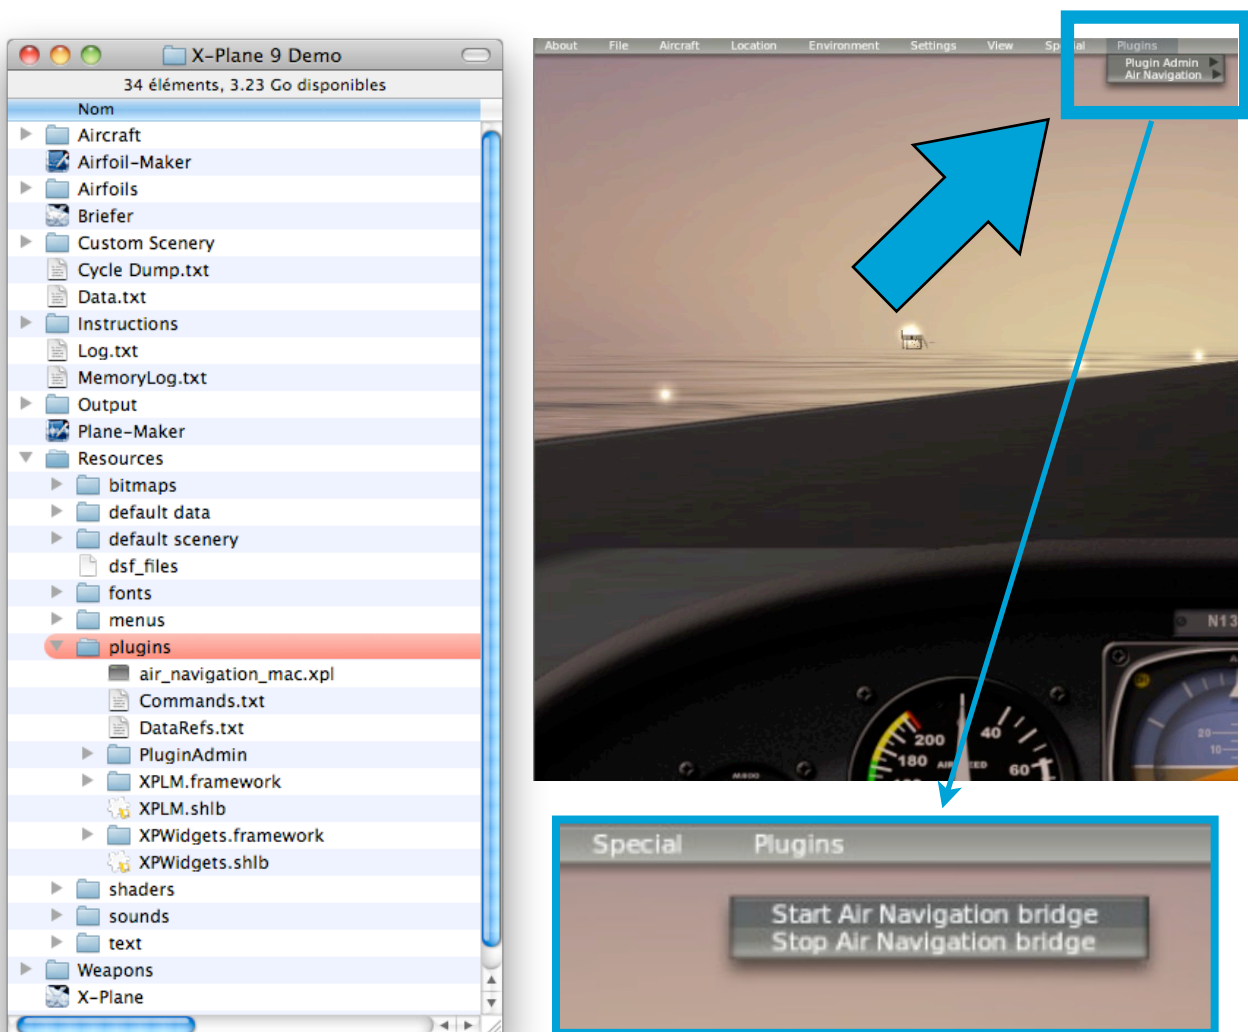 X-Plane 9 Demo
34 éléments, 3.23 Go disponibles
Nom
Aircraft
Airfoil-Maker
Airfoils
Briefer
Custom Scenery
Cycle Dump.txt
Data.txt
Instructions
Log.txt
MemoryLog.txt
Output
Plane-Maker
Resources
bitmaps
default data
default scenery
dsf_files
fonts
menus
plugins
air_navigation_mac.xpl
Commands.txt
DataRefs.txt
PluginAdmin
XPLM.framework
XPLM.shlb
XPWidgets.framework
XPWidgets.shlb
shaders
sounds
text
Weapons
X-Plane
About File Aircraft Location Environment Settings View Plugins
Plugin Admin
Air Navigation
N13
200 40
180 60
20
10
Special Plugins
Start Air Navigation bridge
Stop Air Navigation bridge